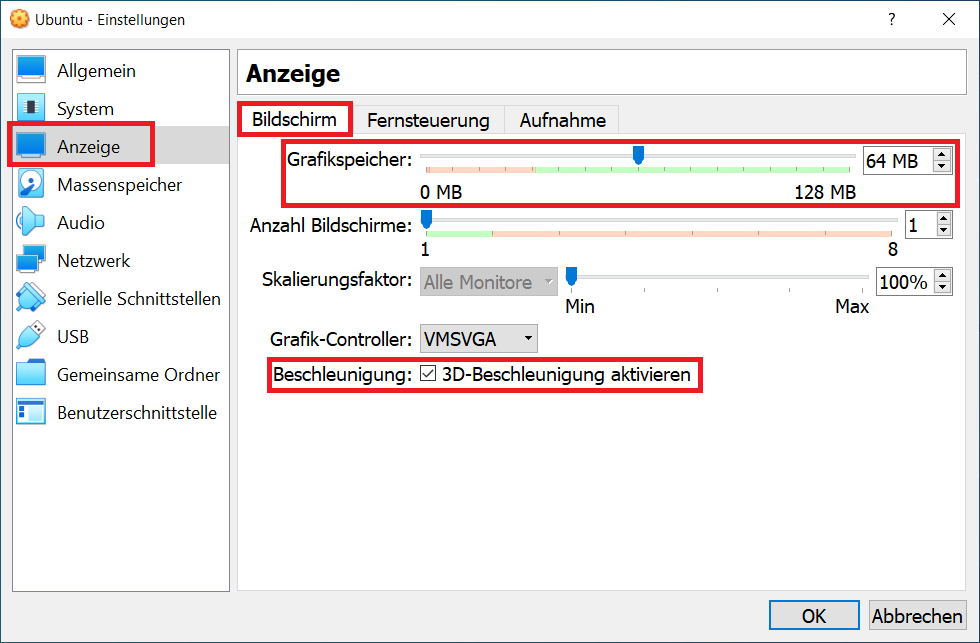 Ubuntu - Einstellungen
?
Allgemein
System
Anzeige
Massenspeicher
Audio
Netzwerk
Serielle Schnittstellen
USB
Gemeinsame Ordner
Benutzerschnittstelle
Anzeige
Bildschirm Fernsteuerung Aufnahme
Grafikspeicher: 64 MB
0 MB 128 MB
Anzahl Bildschirme: 1
1 8
Skalierungsfaktor: Alle Monitore 100%
Min Max
Grafik-Controller: VMSVGA
Beschleunigung: 3D-Beschleunigung aktivieren
OK Abbrechen